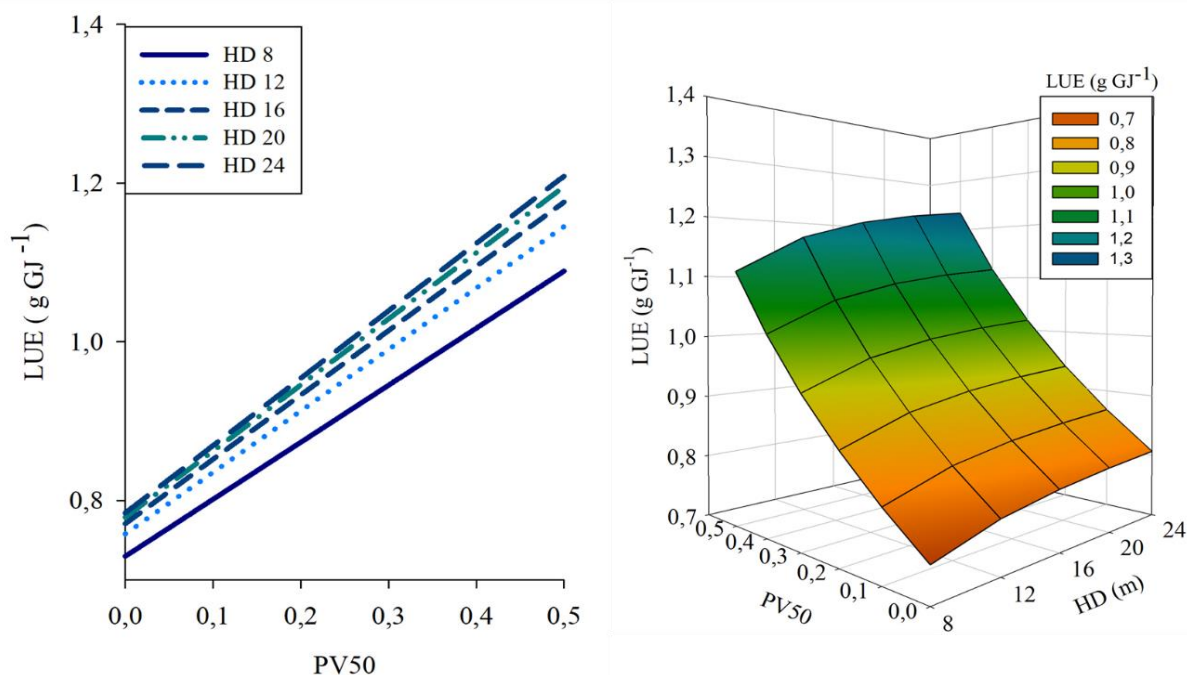 1,4
1,2
1,0
0,8
LUE ( g GJ -1)
HD 8
HD 12
HD 16
HD 20
HD 24
0,0 0,1 0,2 0,3 0,4 0,5
PV50
LUE (g GJ-1)
0,7
0,8
0,9
1,0
1,1
1,2
1,3
1,4
1,3
1,2
1,1
1,0
0,9
0,8
0,7
LUE (g GJ-1)
0,5 0,4 0,3 0,2 0,1 0,0
PV50
8 12 16 20 24
HD (m)